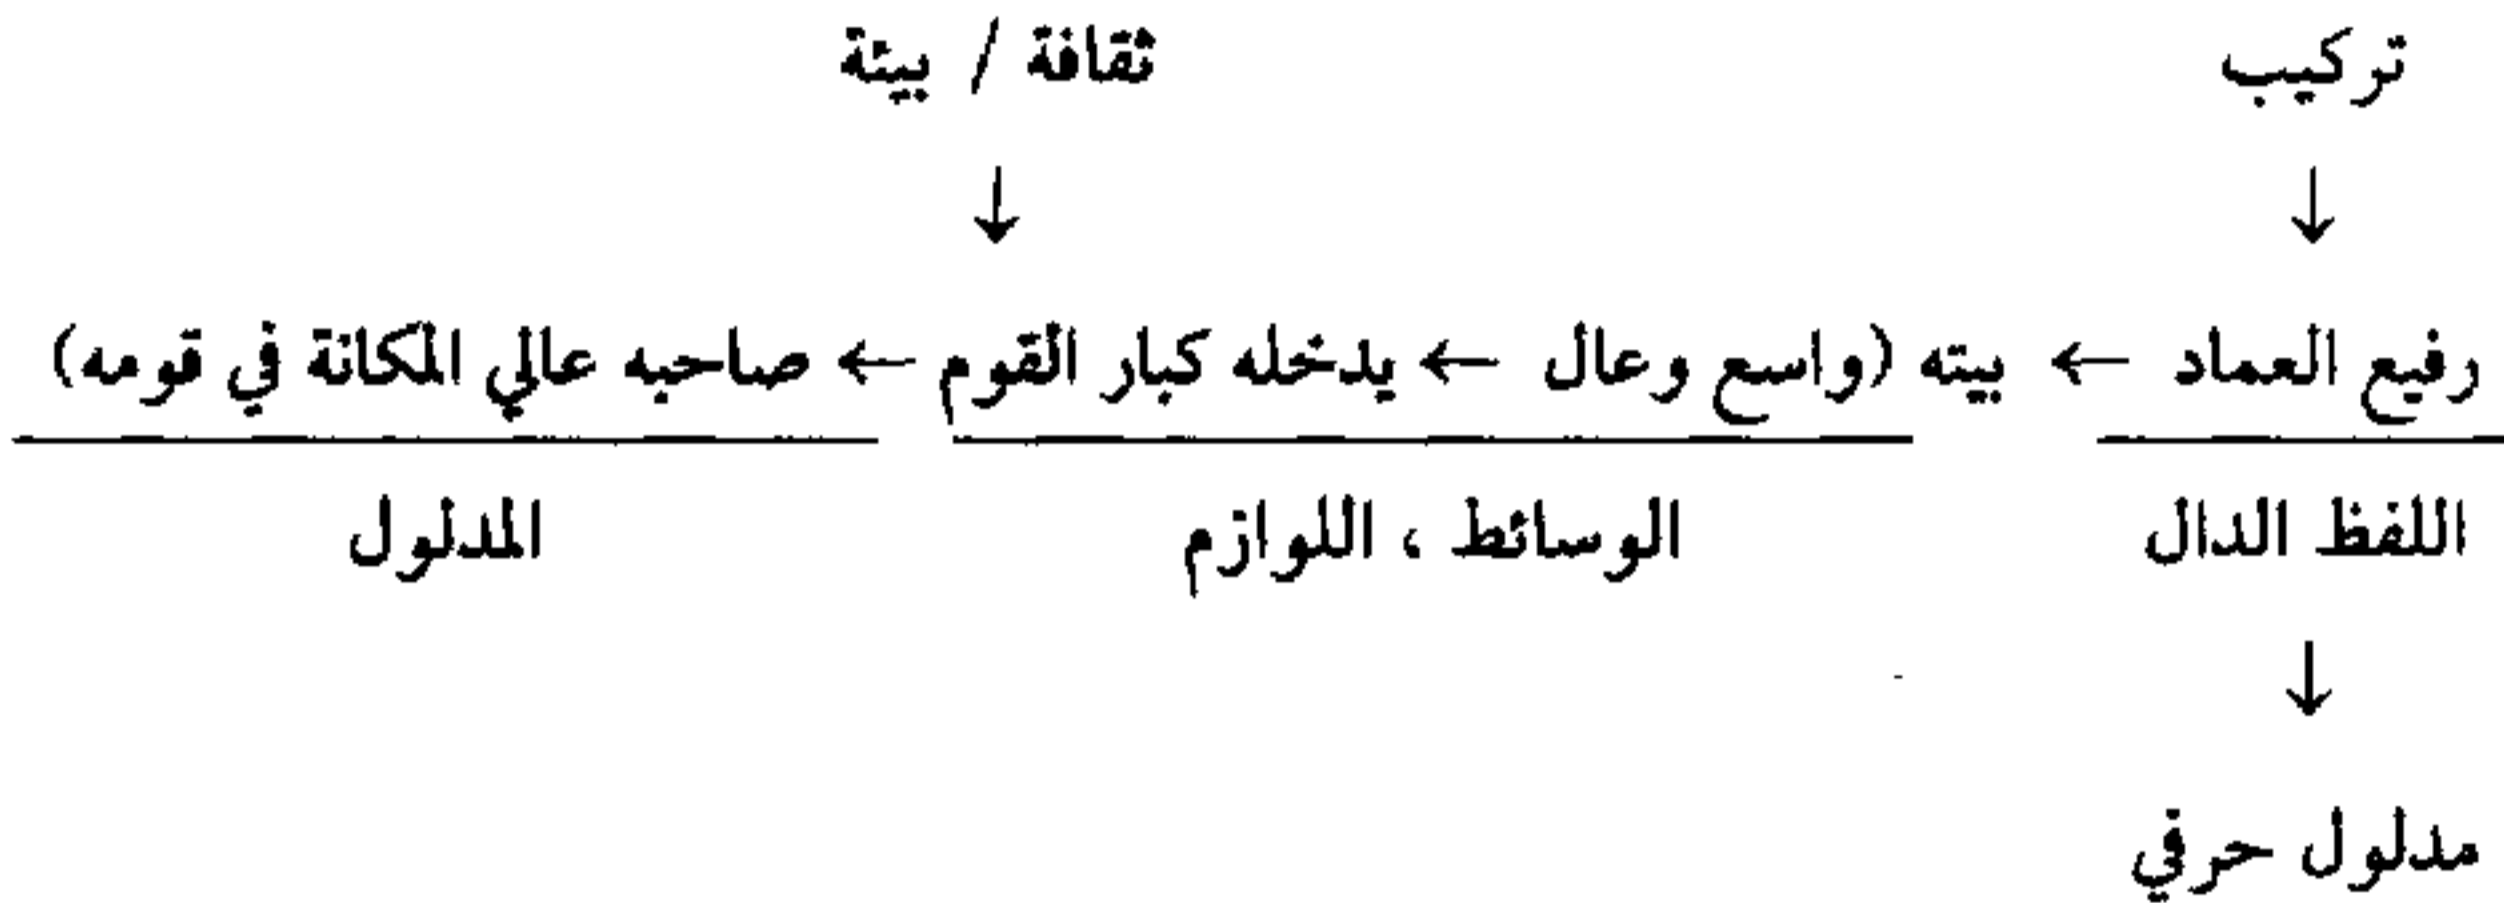 تركيب ثقافة / بيئة
↓ ↓
رفيع العماد ← بيته (واسع وعال ← يدخله كبار القوم ← صاحبه عالي المكانة في قومه)
اللفظ الدال الوسائط ، اللوازم المدلول
↓
مدلول حرفي